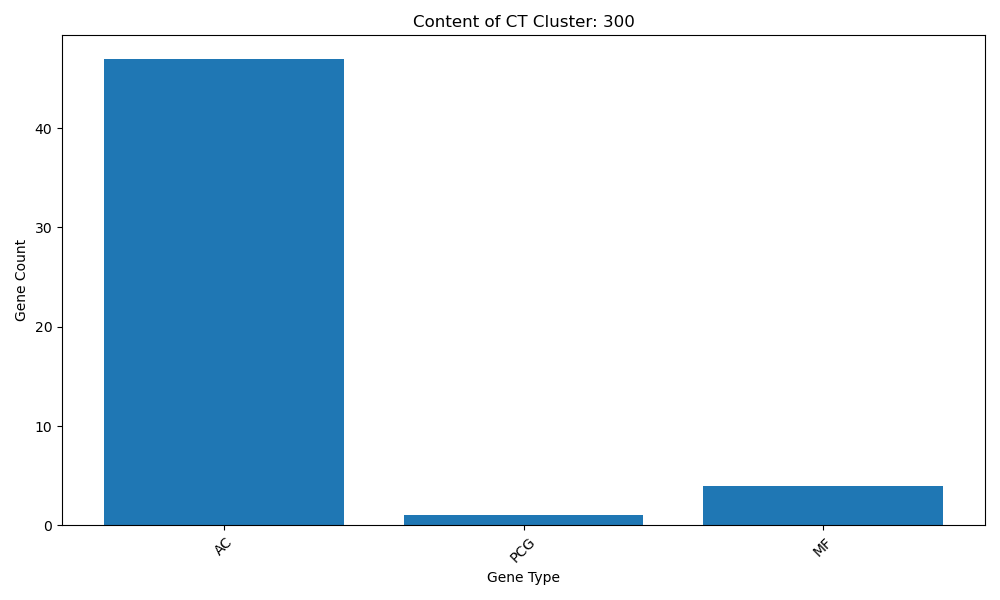 Content of CT Cluster: 300
Gene Count
40
30
20
10
0
AC
PCG
MF
Gene Type